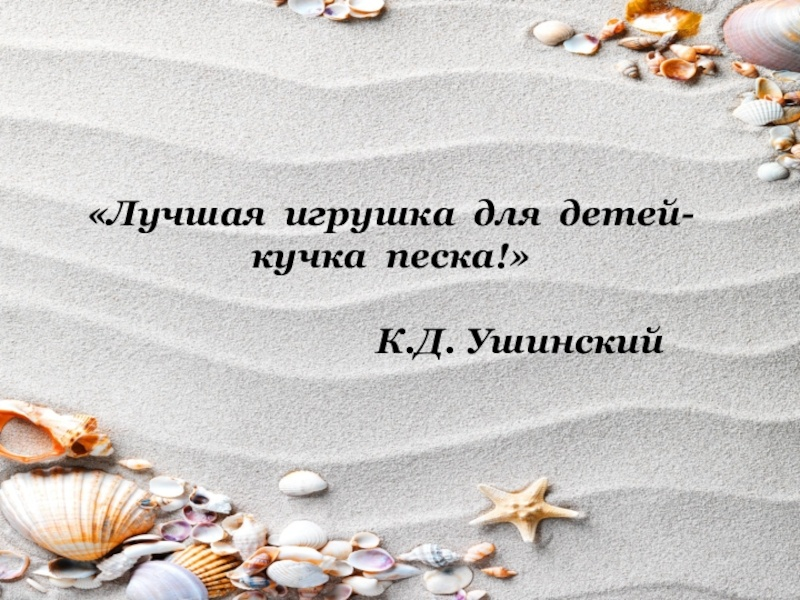 «Лучшая игрушка для детей-
кучка песка!»
К.Д. Ушинский